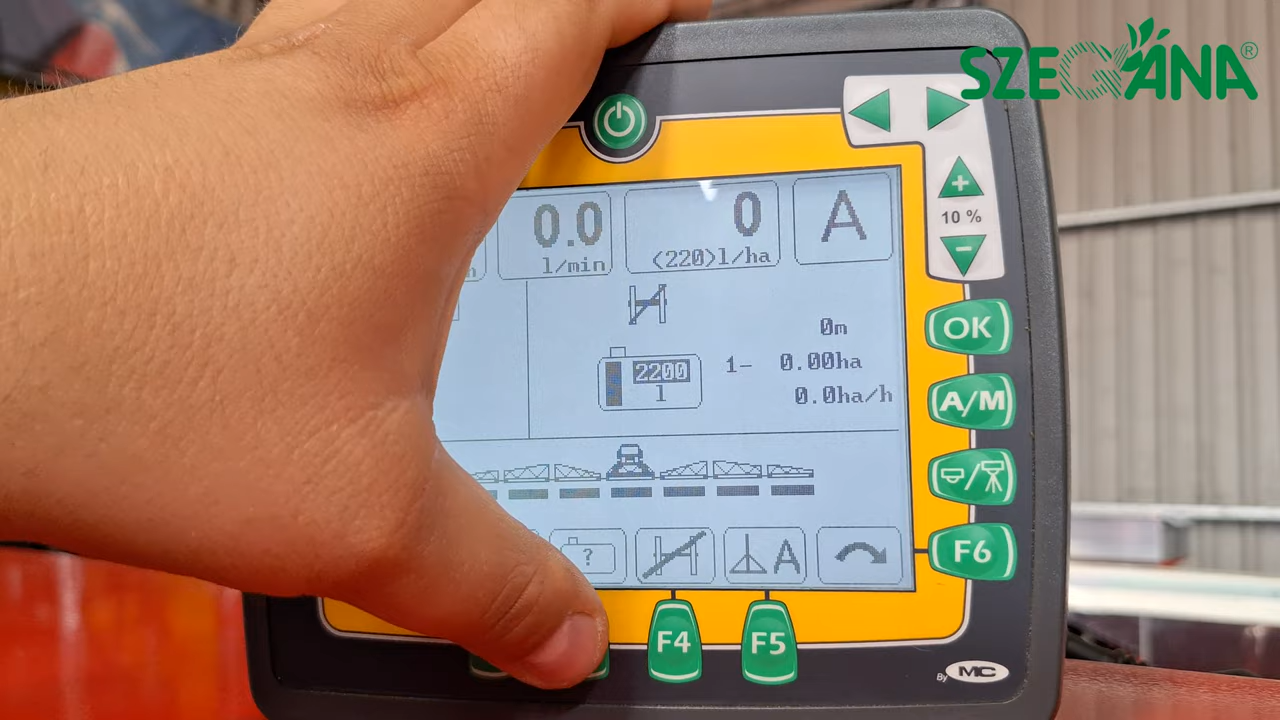 SZEGÁNA®
0.0
l/min
0
(220)l/ha
A
+
10 %
-
OK
0m
2200
l
1- 0.00ha
0.0ha/h
A/M
?
A
F6
F4
F5
By MC